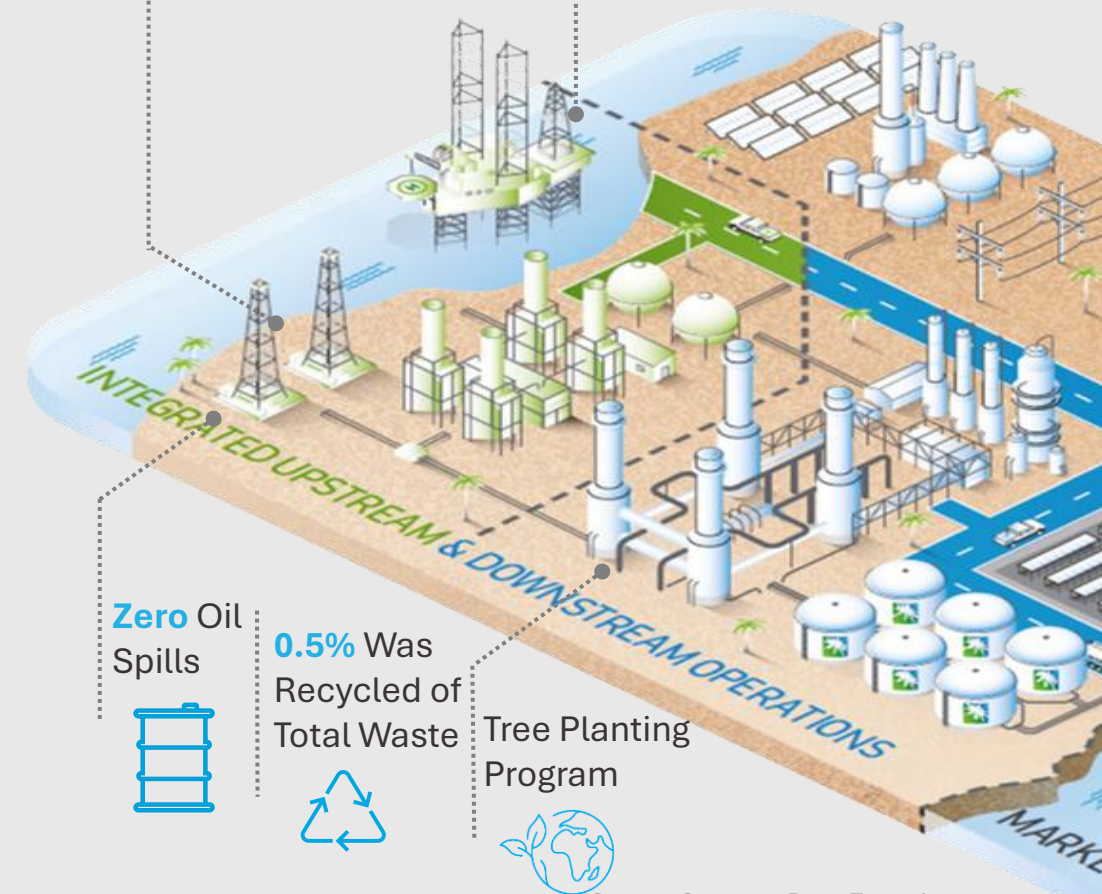 INTEGRATED UPSTREAM & DOWNSTREAM OPERATIONS
Zero Oil
Spills
0.5% Was
Recycled of
Total Waste
Tree Planting
Program
H